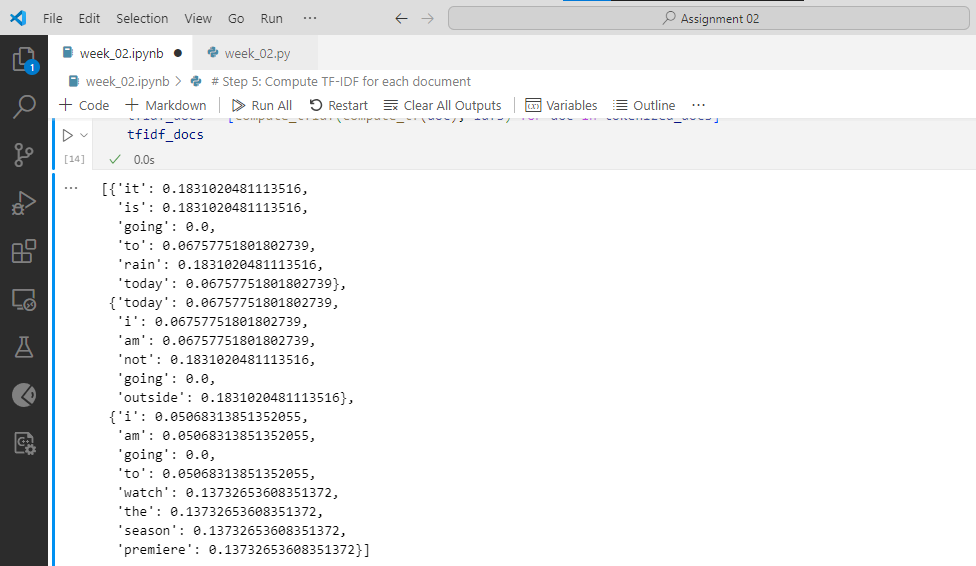 File Edit Selection View Go Run ··· ← → Assignment 02
1
week_02.ipynb ● week_02.py
week_02.ipynb > # Step 5: Compute TF-IDF for each document
+ Code + Markdown | Run All Restart Clear All Outputs | Variables Outline ···
tfidf_docs = [compute_tfidf(compute_tf(doc), idfs) for doc in tokenized_docs]
tfidf_docs
[14] ✓ 0.0s
··· [{'it': 0.1831020481113516,
'is': 0.1831020481113516,
'going': 0.0,
'to': 0.06757751801802739,
'rain': 0.1831020481113516,
'today': 0.06757751801802739},
{'today': 0.06757751801802739,
'i': 0.06757751801802739,
'am': 0.06757751801802739,
'not': 0.1831020481113516,
'going': 0.0,
'outside': 0.1831020481113516},
{'i': 0.05068313851352055,
'am': 0.05068313851352055,
'going': 0.0,
'to': 0.05068313851352055,
'watch': 0.13732653608351372,
'the': 0.13732653608351372,
'season': 0.13732653608351372,
'premiere': 0.13732653608351372}]